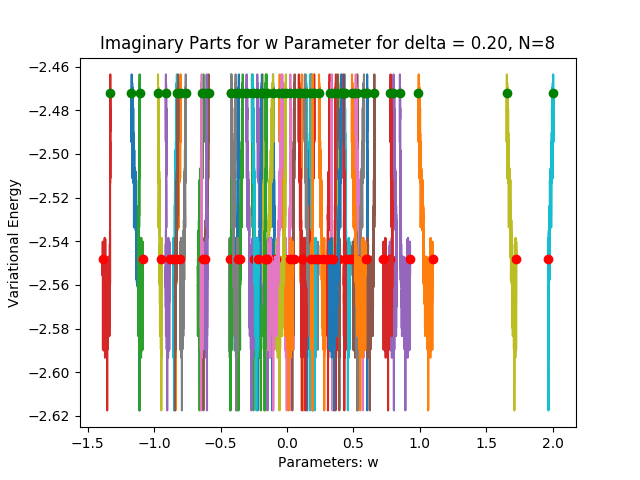 Imaginary Parts for w Parameter for delta = 0.20, N=8
Variational Energy
−2.46
−2.48
−2.50
−2.52
−2.54
−2.56
−2.58
−2.60
−2.62
−1.5 −1.0 −0.5 0.0 0.5 1.0 1.5 2.0
Parameters: w